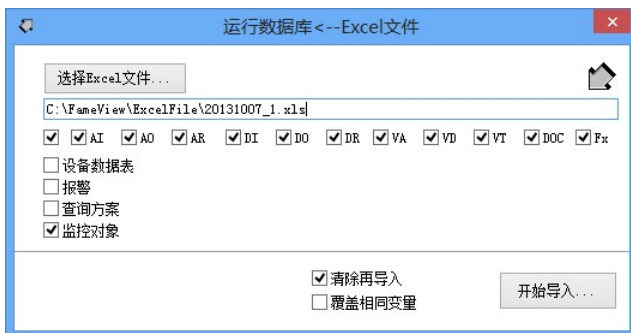 运行数据库<--Excel文件
选择Excel文件...
C:\FameView\ExcelFile\20131007_1.xls
AI AO AR DI DO DR VA VD VT DOC Fx
设备数据表
报警
查询方案
监控对象
清除再导入
覆盖相同变量
开始导入...